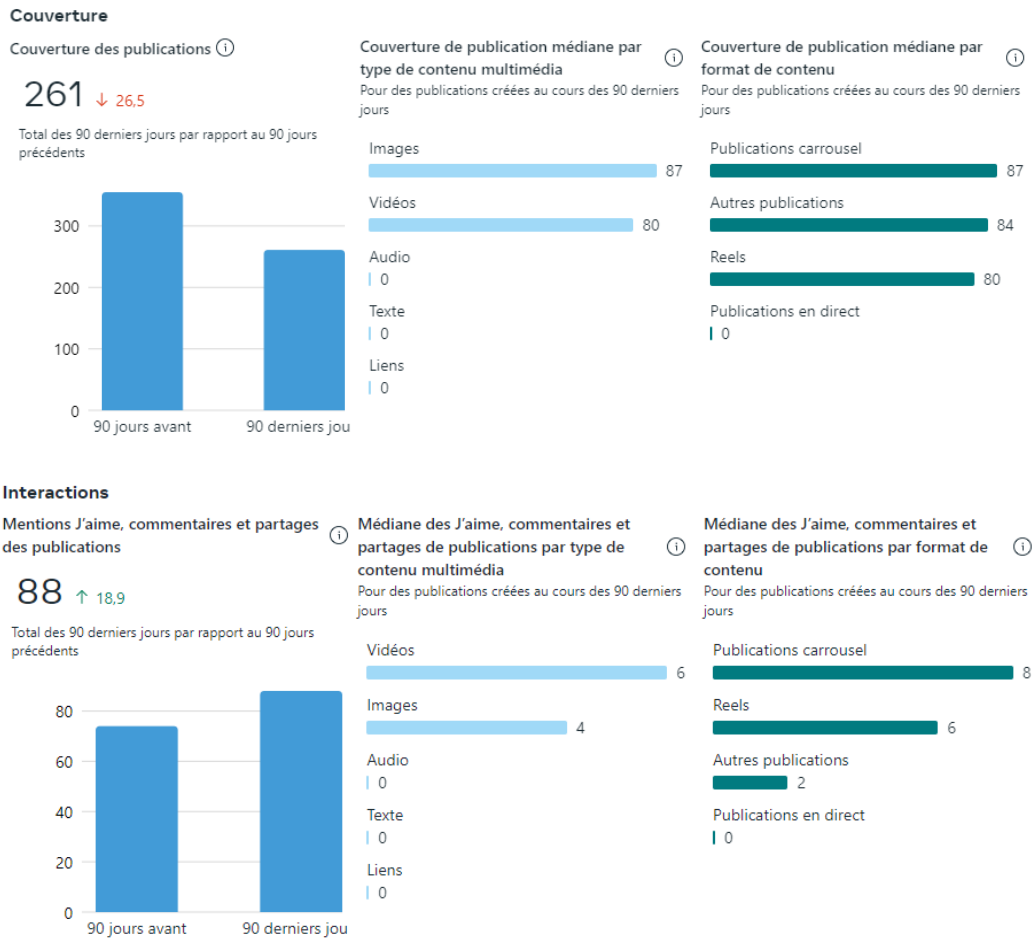 Couverture
Couverture des publications
261 ↓ 26,5
Total des 90 derniers jours par rapport au 90 jours
précédents
300
200
100
0
90 jours avant
90 derniers jou
Couverture de publication médiane par
type de contenu multimédia
Pour des publications créées au cours des 90 derniers
jours
Images
87
Vidéos
80
Audio
0
Texte
0
Liens
0
Couverture de publication médiane par
format de contenu
Pour des publications créées au cours des 90 derniers
jours
Publications carrousel
87
Autres publications
84
Reels
80
Publications en direct
0
Interactions
Mentions J'aime, commentaires et partages
des publications
88 ↑ 18,9
Total des 90 derniers jours par rapport au 90 jours
précédents
80
60
40
20
0
90 jours avant
90 derniers jou
Médiane des J'aime, commentaires et
partages de publications par type de
contenu multimédia
Pour des publications créées au cours des 90 derniers
jours
Vidéos
6
Images
4
Audio
0
Texte
0
Liens
0
Médiane des J'aime, commentaires et
partages de publications par format de
contenu
Pour des publications créées au cours des 90 derniers
jours
Publications carrousel
8
Reels
6
Autres publications
2
Publications en direct
0